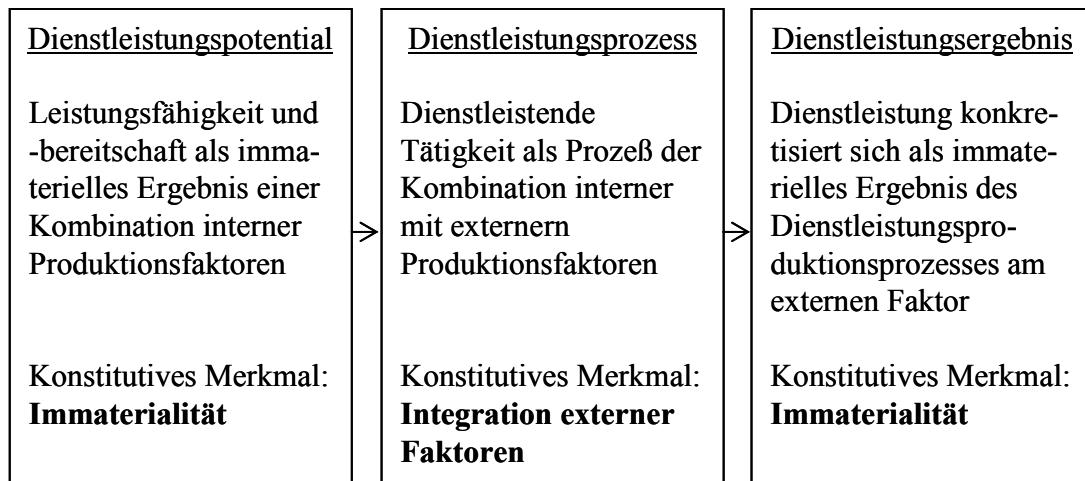 Dienstleistungspotential
Leistungsfähigkeit und
-bereitschaft als imma-
terielles Ergebnis einer
Kombination interner
Produktionsfaktoren
Konstitutives Merkmal:
Immaterialität
Dienstleistungsprozess
Dienstleistende
Tätigkeit als Prozeß der
Kombination interner
mit externern
Produktionsfaktoren
Konstitutives Merkmal:
Integration externer
Faktoren
Dienstleistungsergebnis
Dienstleistung konkre-
tisiert sich als immate-
rielles Ergebnis des
Dienstleistungspro-
duktionsprozesses am
externen Faktor
Konstitutives Merkmal:
Immaterialität